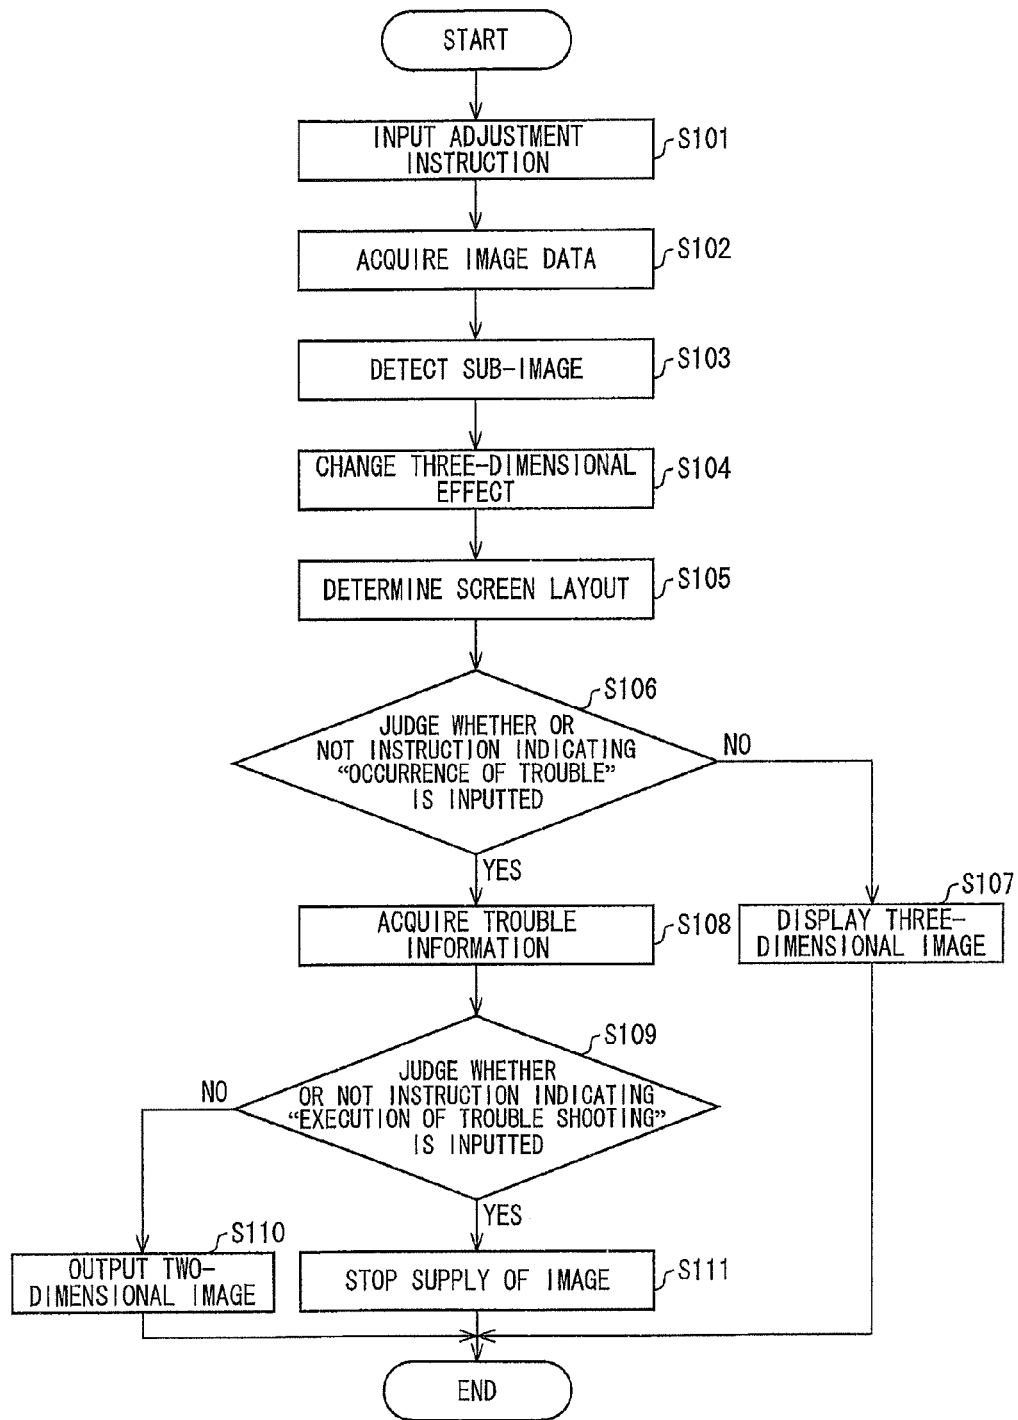 START
INPUT ADJUSTMENT
INSTRUCTION
S101
ACQUIRE IMAGE DATA
S102
DETECT SUB-IMAGE
S103
CHANGE THREE-DIMENSIONAL
EFFECT
S104
DETERMINE SCREEN LAYOUT
S105
S106
JUDGE WHETHER OR
NOT INSTRUCTION INDICATING
“OCCURRENCE OF TROUBLE”
IS INPUTTED
NO
YES
S107
DISPLAY THREE-
DIMENSIONAL IMAGE
ACQUIRE TROUBLE
INFORMATION
S108
S109
JUDGE WHETHER
OR NOT INSTRUCTION INDICATING
“EXECUTION OF TROUBLE SHOOTING”
IS INPUTTED
NO
YES
S110
OUTPUT TWO-
DIMENSIONAL IMAGE
STOP SUPPLY OF IMAGE
S111
END